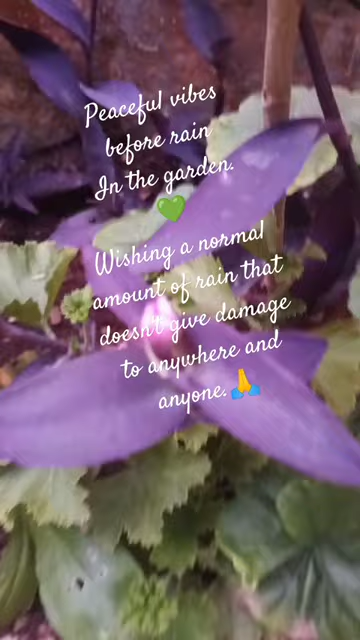 Peaceful vibes
before rain
In the garden.
💚
Wishing a normal
amount of rain that
doesn't give damage
to anywhere and
anyone.🙏